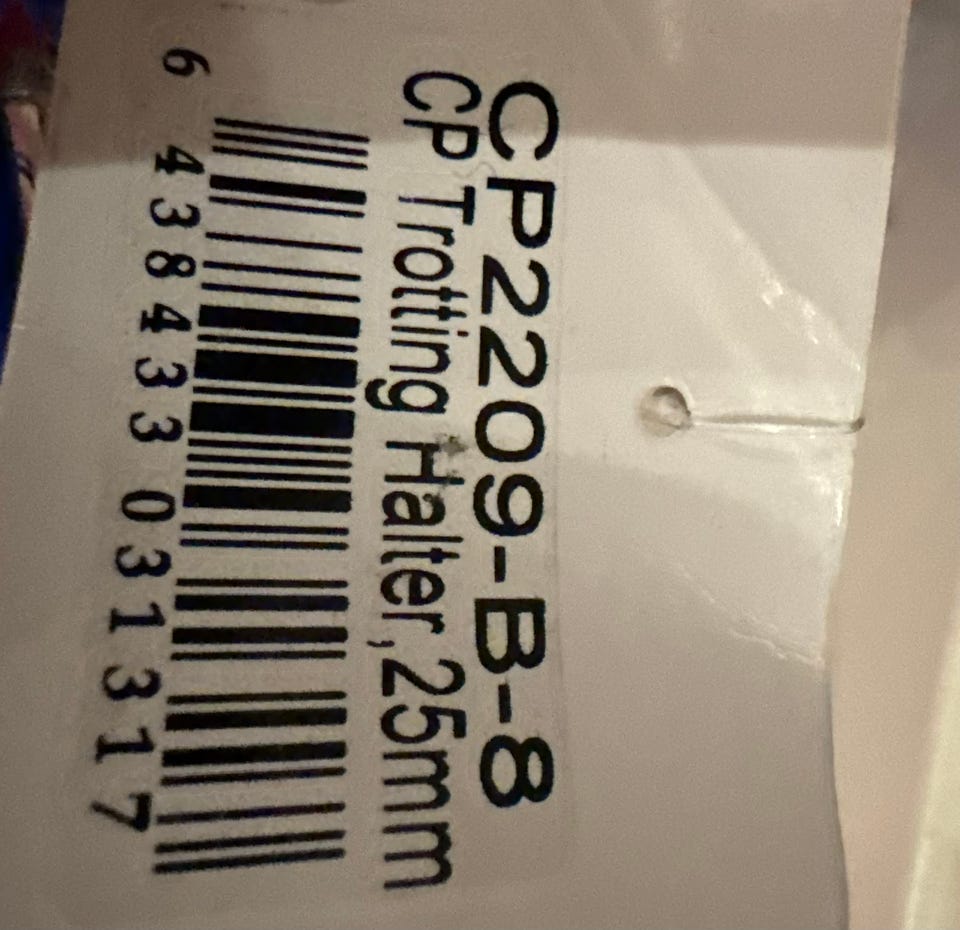 CP2209-B-8
CP Trotting Halter,25mm
6 438433 031317